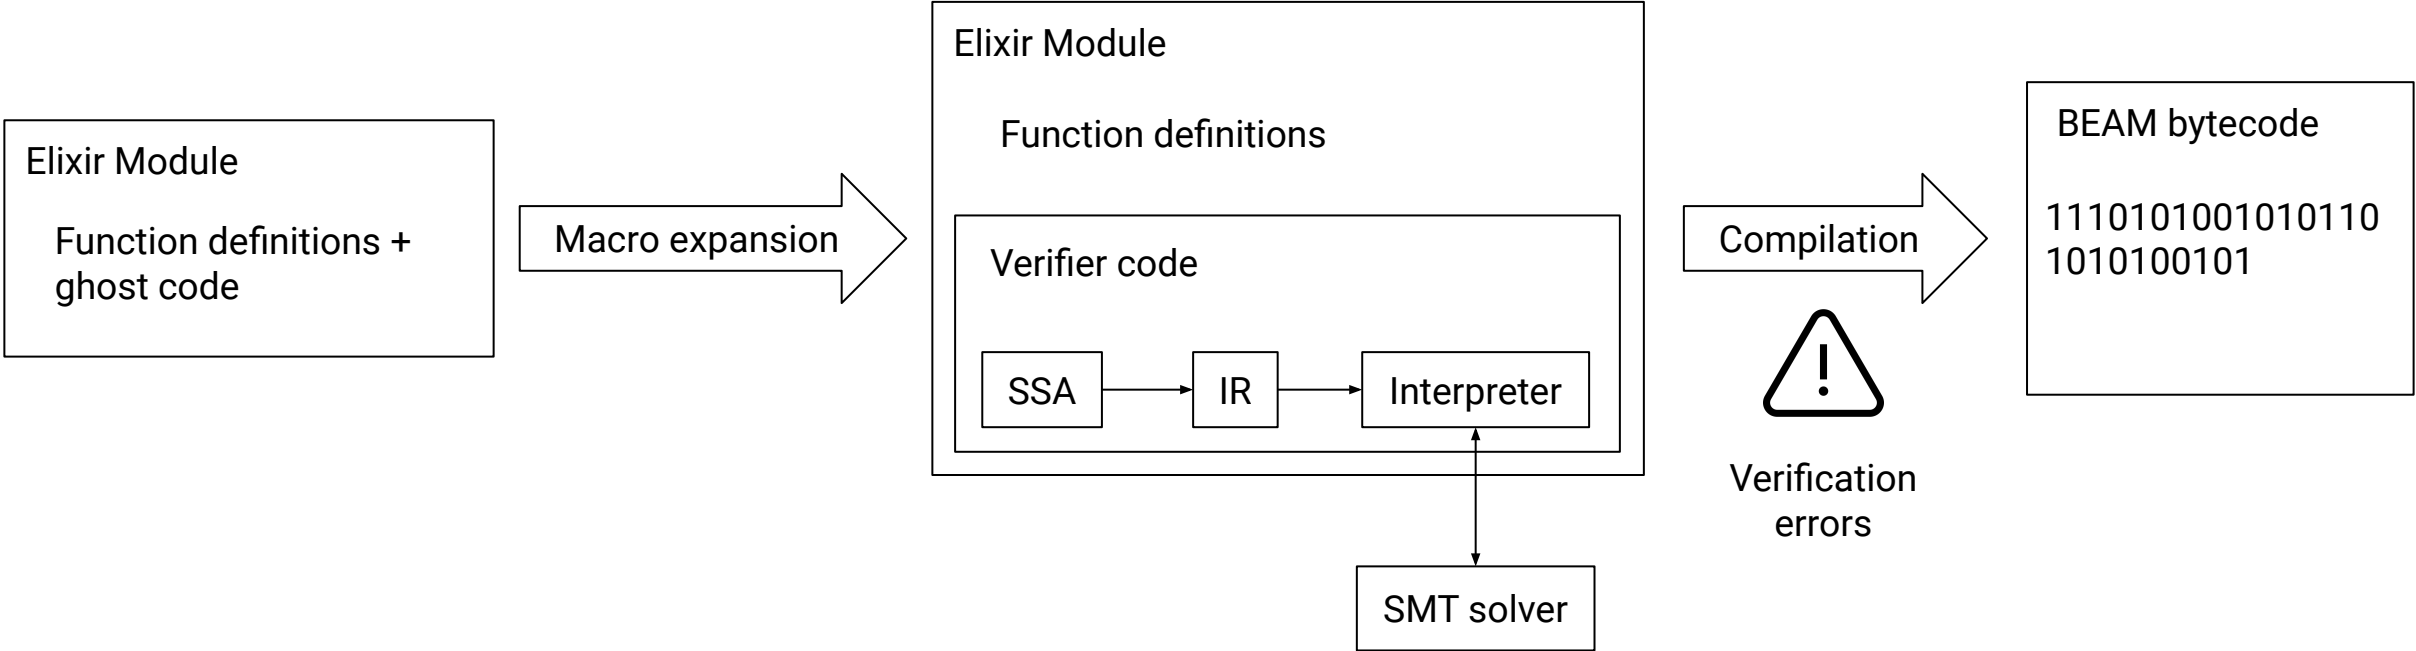 Elixir Module
Function definitions +
ghost code
Macro expansion
Elixir Module
Function definitions
Verifier code
SSA
IR
Interpreter
SMT solver
Compilation
Verification
errors
BEAM bytecode
1110101001010110
1010100101